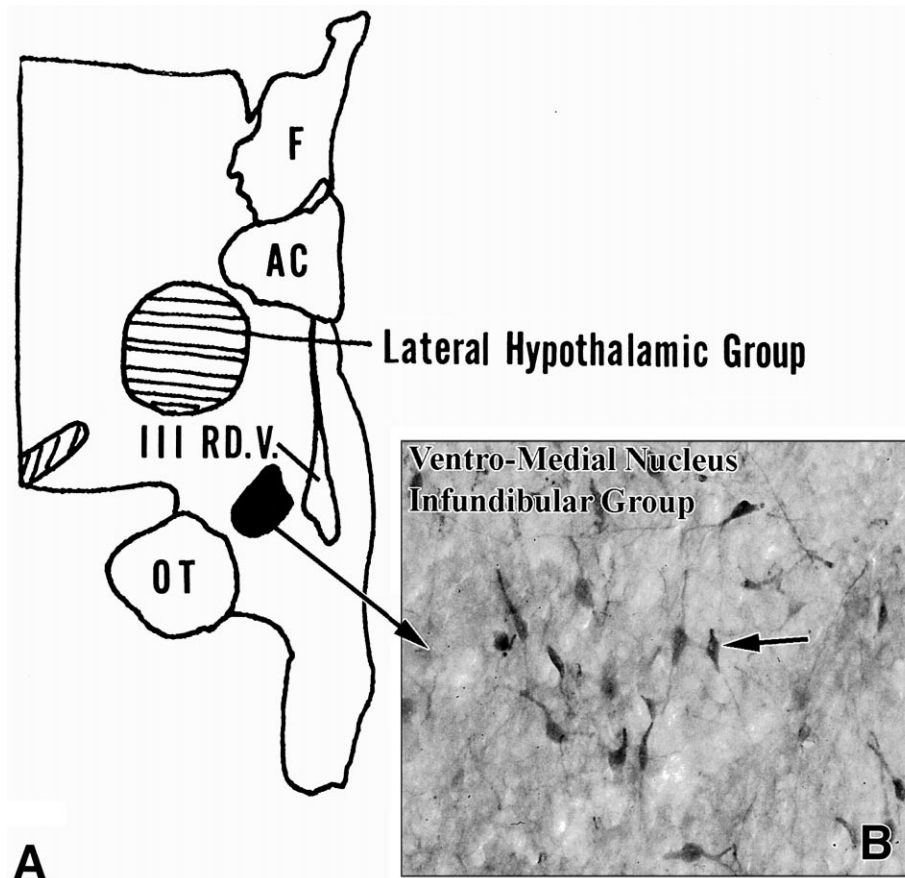 F
AC
Lateral Hypothalamic Group
III RD.V.
Ventro-Medial Nucleus
Infundibular Group
OT
A
B